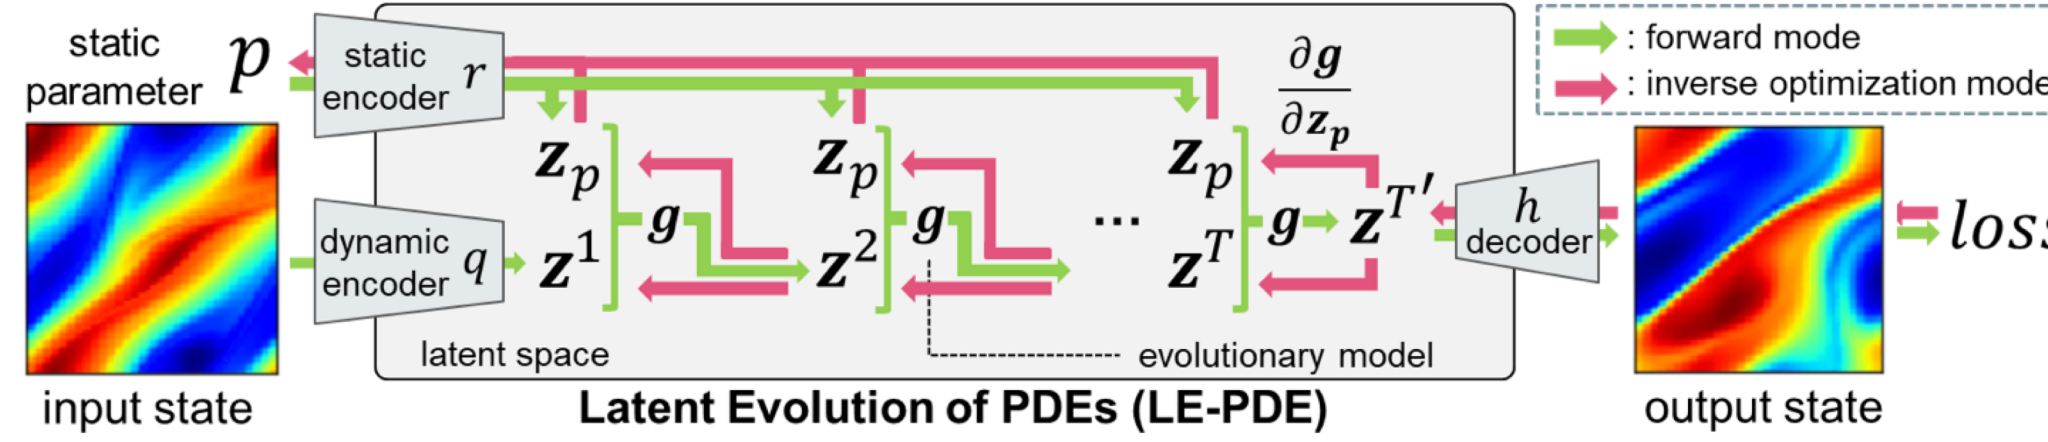 static
parameter
p
static
encoder
r
∂g
∂z_p
: forward mode
: inverse optimization mode
z_p
z_p
z_p
dynamic
encoder
q
z^1
g
z^2
g
...
z^T
g
z^T'
h
decoder
loss
latent space
evolutionary model
input state
Latent Evolution of PDEs (LE-PDE)
output state